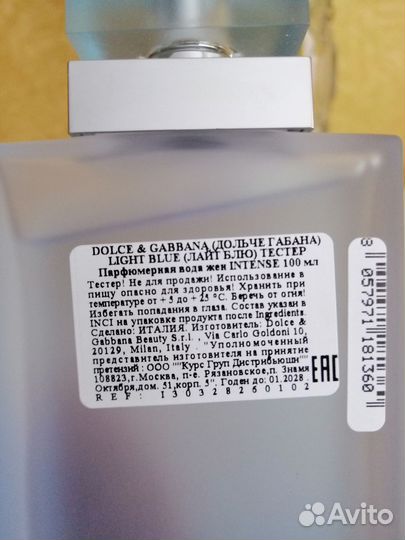 DOLCE & GABBANA (ДОЛЬЧЕ ГАБАНА)
LIGHT BLUE (ЛАЙТ БЛЮ) ТЕСТЕР
Парфюмерная вода жен INTENSE 100 мл
Тестер! Не для продажи! Использование в
пищу опасно для здоровья! Хранить при
температуре от + 5 до + 25 °С. Беречь от огня!
Избегать попадания в глаза. Состав указан в
INCI на упаковке продукта после Ingredients.
Сделано: ИТАЛИЯ. Изготовитель: Dolce &
Gabbana Beauty S.r.l. , Via Carlo Goldoni 10,
20129, Milan, Italy . "Уполномоченный
представитель изготовителя на принятие
претензий : ООО ""Курс Груп Дистрибьюшн""
108823, г.Москва, п-е. Рязановское,п. Знамя
Октября,дом. 51,корп. 5". Годен до: 01.2028
REF: I30328250102
EAC
8 057971 181360
Avito